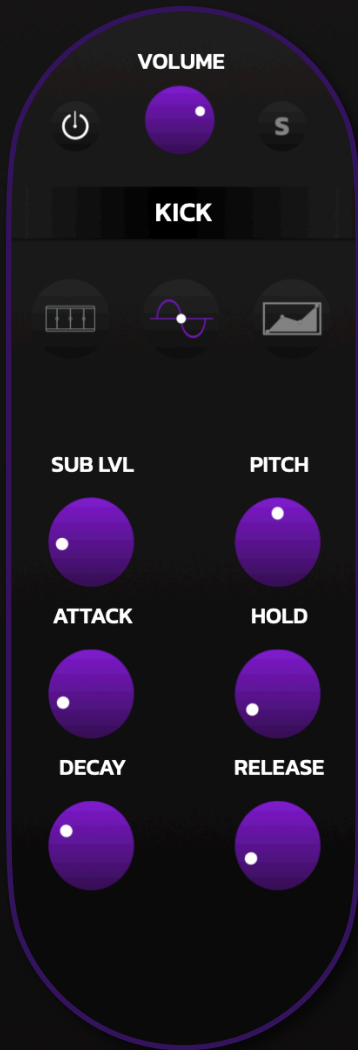 VOLUME
S
KICK
SUB LVL PITCH
ATTACK HOLD
DECAY RELEASE